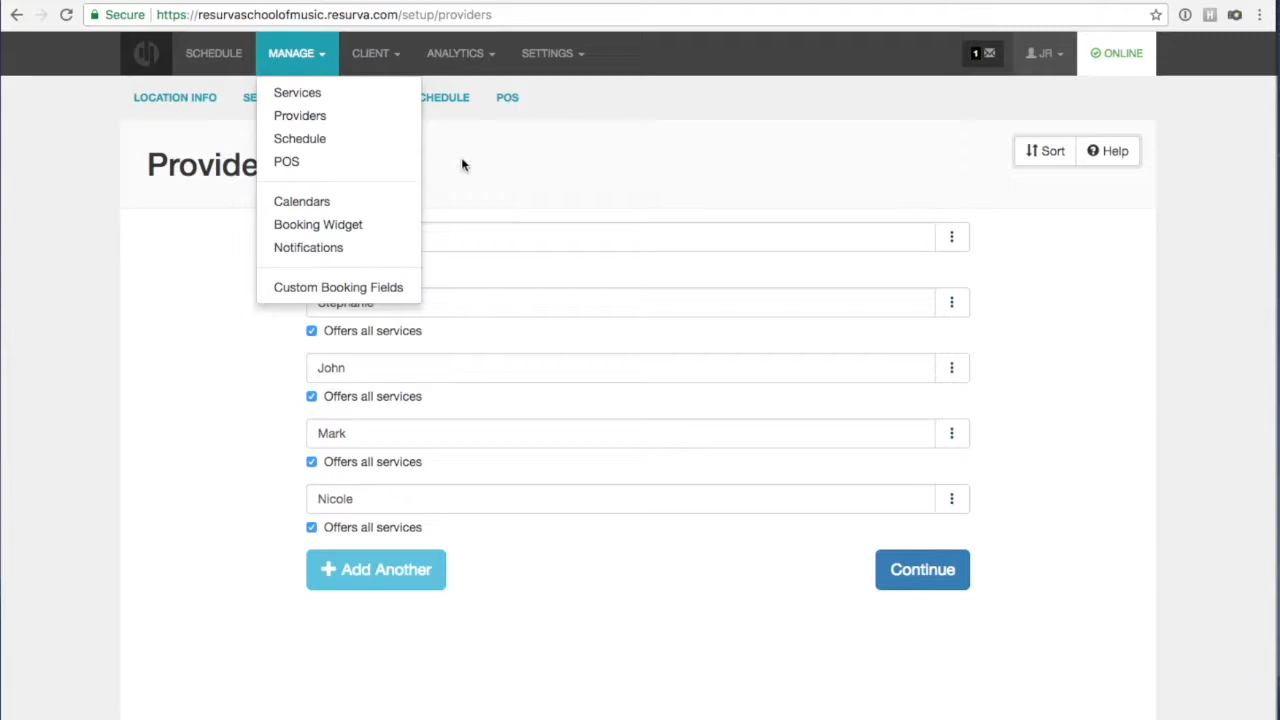 Secure https://resurvaschoolofmusic.resurva.com/setup/providers
SCHEDULE MANAGE CLIENT ANALYTICS SETTINGS 1 JR ONLINE
LOCATION INFO SE CHEDULE POS
Services
Providers
Schedule
POS
Calendars
Booking Widget
Notifications
Custom Booking Fields
Provide
Sort Help
Stephanie
Offers all services
John
Offers all services
Mark
Offers all services
Nicole
Offers all services
+ Add Another Continue